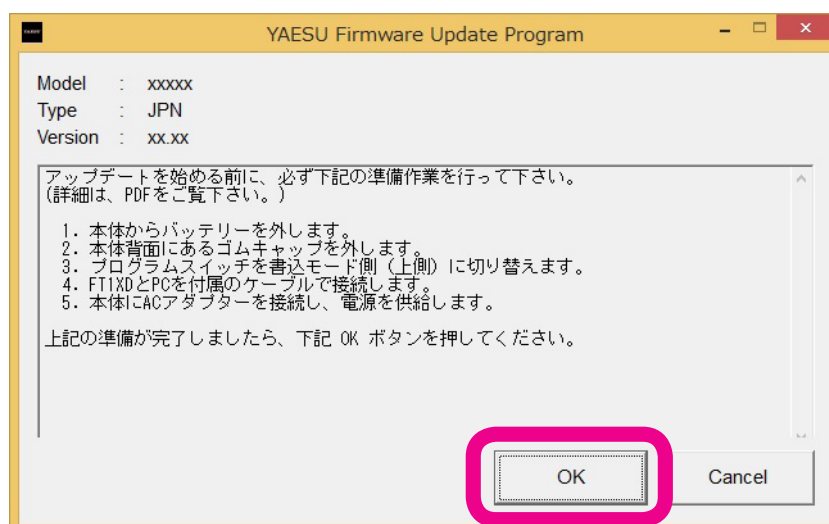 YAESU Firmware Update Program
Model : xxxxx
Type : JPN
Version : xx.xx
アップデートを始める前に、必ず下記の準備作業を行って下さい。
(詳細は、PDFをご覧下さい。)
1. 本体からバッテリーを外します。
2. 本体背面にあるゴムキャップを外します。
3. プログラムスイッチを書込モード側（上側）に切り替えます。
4. FT1XDとPCを付属のケーブルで接続します。
5. 本体にACアダプターを接続し、電源を供給します。
上記の準備が完了しましたら、下記 OK ボタンを押してください。
OK Cancel